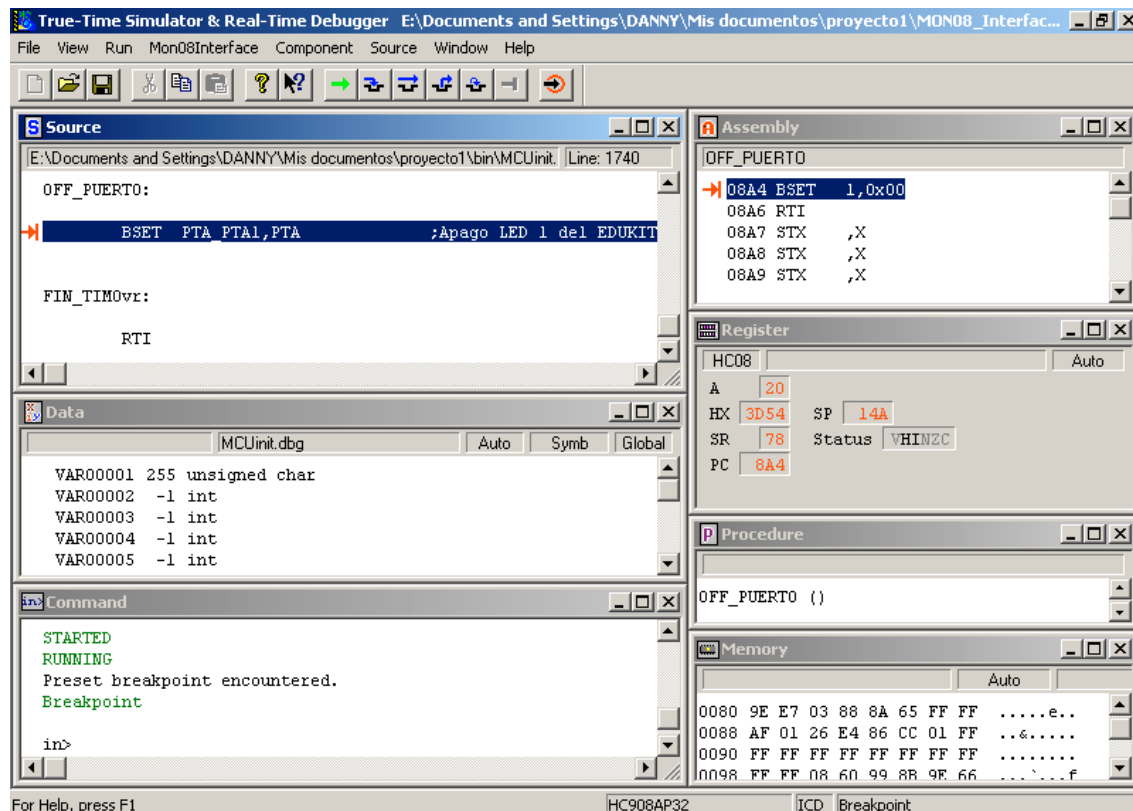 True-Time Simulator & Real-Time Debugger E:\Documents and Settings\DANNY\Mis documentos\proyecto1\MON08_Interfac...
File View Run Mon08Interface Component Source Window Help
Source
E:\Documents and Settings\DANNY\Mis documentos\proyecto1\bin\MCUinit. Line: 1740
OFF_PUERTO:
BSET PTA_PTA1,PTA ;Apago LED 1 del EDUKIT
FIN_TIMOvr:
RTI
Assembly
OFF_PUERTO
08A4 BSET 1,0x00
08A6 RTI
08A7 STX ,X
08A8 STX ,X
08A9 STX ,X
Register
HC08 Auto
A 20
HX 3D54 SP 14A
SR 78 Status VHINZC
PC 8A4
Data
MCUinit.dbg Auto Symb Global
VAR00001 255 unsigned char
VAR00002 -1 int
VAR00003 -1 int
VAR00004 -1 int
VAR00005 -1 int
Procedure
OFF_PUERTO ()
Command
STARTED
RUNNING
Preset breakpoint encountered.
Breakpoint
in>
Memory
Auto
0080 9E E7 03 88 8A 65 FF FF .....e..
0088 AF 01 26 E4 86 CC 01 FF ..&.....
0090 FF FF FF FF FF FF FF FF ........
0098 FF FF 08 60 99 8B 9E 66 ...`...f
For Help, press F1 HC908AP32 ICD Breakpoint